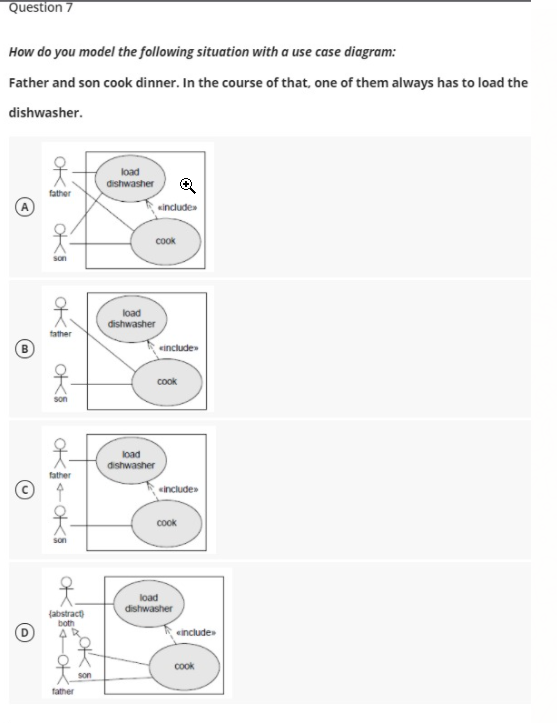 Question 7
How do you model the following situation with a use case diagram:
Father and son cook dinner. In the course of that, one of them always has to load the
dishwasher.
A
load
dishwasher
father
«include»
cook
son
B
load
dishwasher
father
«include»
cook
son
C
load
dishwasher
father
«include»
cook
son
D
load
dishwasher
{abstract}
both
«include»
cook
son
father